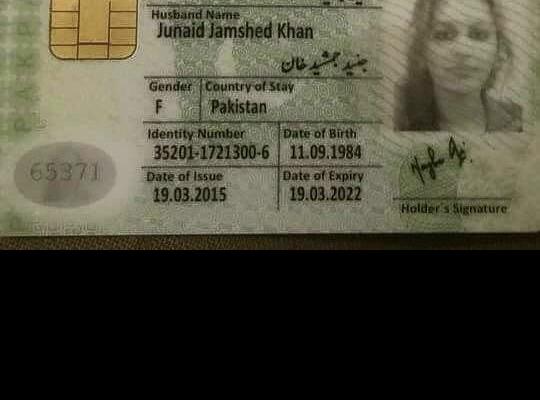 Husband Name
Junaid Jamshed Khan
جنید جمشید خان
Gender Country of Stay
F Pakistan
Identity Number Date of Birth
35201-1721300-6 11.09.1984
Date of Issue Date of Expiry
19.03.2015 19.03.2022
65371
Holder's Signature